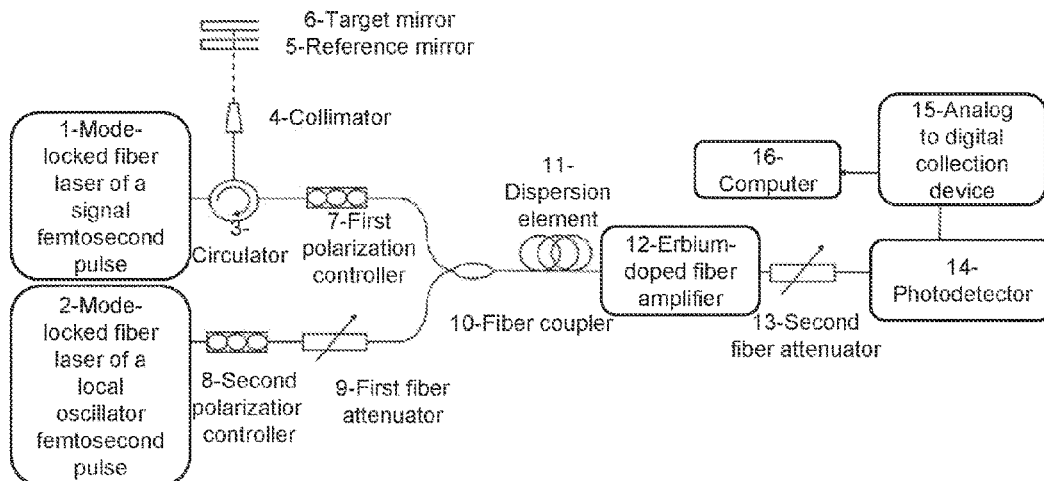 6-Target mirror
5-Reference mirror
4-Collimator
1-Mode-
locked fiber
laser of a
signal
femtosecond
pulse
3-
Circulator
7-First
polarization
controller
11-
Dispersion
element
16-
Computer
15-Analog
to digital
collection
device
12-Erbium-
doped fiber
amplifier
14-
Photodetector
2-Mode-
locked fiber
laser of a
local
oscillator
femtosecond
pulse
8-Second
polarization
controller
9-First fiber
attenuator
10-Fiber coupler
13-Second
fiber attenuator